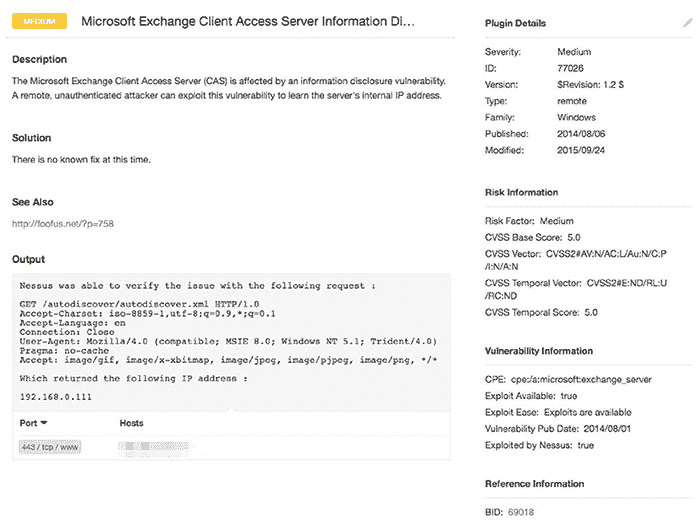 MEDIUM
Microsoft Exchange Client Access Server Information Di...
Description
The Microsoft Exchange Client Access Server (CAS) is affected by an information disclosure vulnerability.
A remote, unauthenticated attacker can exploit this vulnerability to learn the server's internal IP address.
Solution
There is no known fix at this time.
See Also
http://foofus.net/?p=758
Output
Nessus was able to verify the issue with the following request :
GET /autodiscover/autodiscover.xml HTTP/1.0
Accept-Charset: iso-8859-1,utf-8;q=0.9,*;q=0.1
Accept-Language: en
Connection: Close
User-Agent: Mozilla/4.0 (compatible; MSIE 8.0; Windows NT 5.1; Trident/4.0)
Pragma: no-cache
Accept: image/gif, image/x-xbitmap, image/jpeg, image/pjpeg, image/png, */*
Which returned the following IP address :
192.168.0.111
Port Hosts
443 / tcp / www
Plugin Details
Severity: Medium
ID: 77026
Version: $Revision: 1.2 $
Type: remote
Family: Windows
Published: 2014/08/06
Modified: 2015/09/24
Risk Information
Risk Factor: Medium
CVSS Base Score: 5.0
CVSS Vector: CVSS2#AV:N/AC:L/Au:N/C:P
/I:N/A:N
CVSS Temporal Vector: CVSS2#E:ND/RL:U
/RC:ND
CVSS Temporal Score: 5.0
Vulnerability Information
CPE: cpe:/a:microsoft:exchange_server
Exploit Available: true
Exploit Ease: Exploits are available
Vulnerability Pub Date: 2014/08/01
Exploited by Nessus: true
Reference Information
BID: 69018